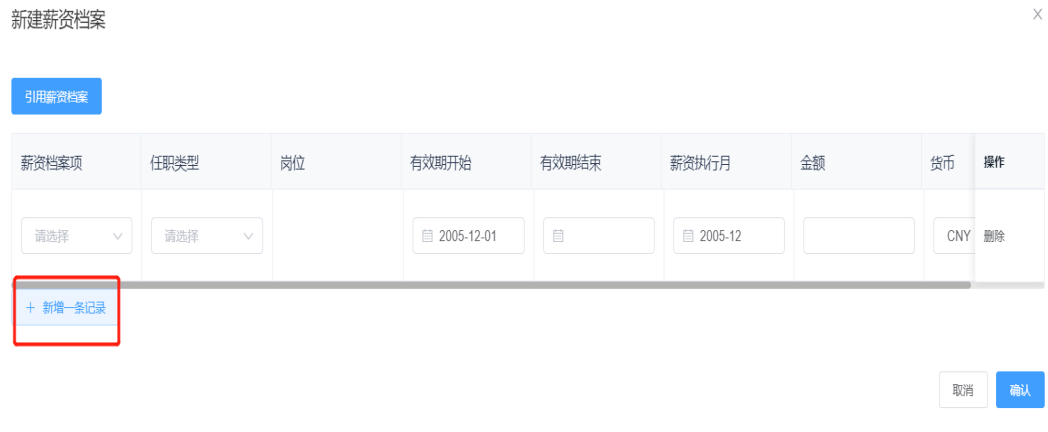 新建薪资档案 X
引用薪资档案
薪资档案项 任职类型 岗位 有效期开始 有效期结束 薪资执行月 金额 货币 操作
请选择 请选择 2005-12-01 2005-12 CNY 删除
+ 新增一条记录
取消 确认